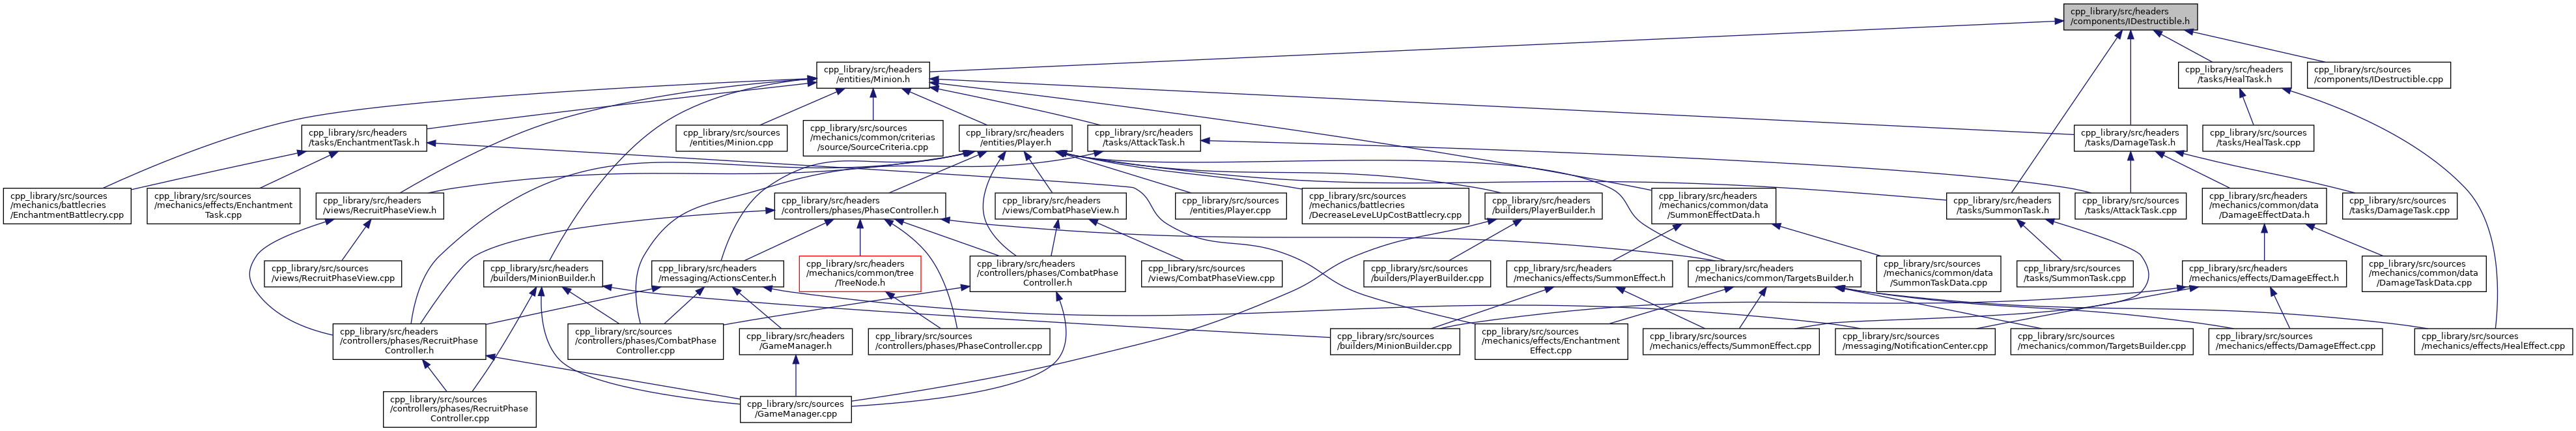 cpp_library/src/headers
/components/IDestructible.h
cpp_library/src/headers
/entities/Minion.h
cpp_library/src/headers
/tasks/HealTask.h
cpp_library/src/sources
/components/IDestructible.cpp
cpp_library/src/headers
/tasks/EnchantmentTask.h
cpp_library/src/sources
/entities/Minion.cpp
cpp_library/src/sources
/mechanics/common/criterias
/source/SourceCriteria.cpp
cpp_library/src/headers
/entities/Player.h
cpp_library/src/headers
/tasks/AttackTask.h
cpp_library/src/headers
/tasks/DamageTask.h
cpp_library/src/sources
/tasks/HealTask.cpp
cpp_library/src/sources
/mechanics/battlecries
/EnchantmentBattlecry.cpp
cpp_library/src/sources
/mechanics/effects/Enchantment
Task.cpp
cpp_library/src/headers
/views/RecruitPhaseView.h
cpp_library/src/headers
/controllers/phases/PhaseController.h
cpp_library/src/headers
/views/CombatPhaseView.h
cpp_library/src/sources
/entities/Player.cpp
cpp_library/src/sources
/mechanics/battlecries
/DecreaseLeveLUpCostBattlecry.cpp
cpp_library/src/headers
/builders/PlayerBuilder.h
cpp_library/src/headers
/mechanics/common/data
/SummonEffectData.h
cpp_library/src/headers
/tasks/SummonTask.h
cpp_library/src/sources
/tasks/AttackTask.cpp
cpp_library/src/headers
/mechanics/common/data
/DamageEffectData.h
cpp_library/src/sources
/tasks/DamageTask.cpp
cpp_library/src/sources
/views/RecruitPhaseView.cpp
cpp_library/src/headers
/builders/MinionBuilder.h
cpp_library/src/headers
/messaging/ActionsCenter.h
cpp_library/src/headers
/mechanics/common/tree
/TreeNode.h
cpp_library/src/headers
/controllers/phases/CombatPhase
Controller.h
cpp_library/src/sources
/views/CombatPhaseView.cpp
cpp_library/src/sources
/builders/PlayerBuilder.cpp
cpp_library/src/headers
/mechanics/effects/SummonEffect.h
cpp_library/src/headers
/mechanics/common/TargetsBuilder.h
cpp_library/src/sources
/mechanics/common/data
/SummonTaskData.cpp
cpp_library/src/sources
/tasks/SummonTask.cpp
cpp_library/src/headers
/mechanics/effects/DamageEffect.h
cpp_library/src/sources
/mechanics/common/data
/DamageTaskData.cpp
cpp_library/src/headers
/controllers/phases/RecruitPhase
Controller.h
cpp_library/src/sources
/controllers/phases/CombatPhase
Controller.cpp
cpp_library/src/headers
/GameManager.h
cpp_library/src/sources
/controllers/phases/PhaseController.cpp
cpp_library/src/sources
/builders/MinionBuilder.cpp
cpp_library/src/sources
/mechanics/effects/Enchantment
Effect.cpp
cpp_library/src/sources
/mechanics/effects/SummonEffect.cpp
cpp_library/src/sources
/messaging/NotificationCenter.cpp
cpp_library/src/sources
/mechanics/common/TargetsBuilder.cpp
cpp_library/src/sources
/mechanics/effects/DamageEffect.cpp
cpp_library/src/sources
/mechanics/effects/HealEffect.cpp
cpp_library/src/sources
/controllers/phases/RecruitPhase
Controller.cpp
cpp_library/src/sources
/GameManager.cpp